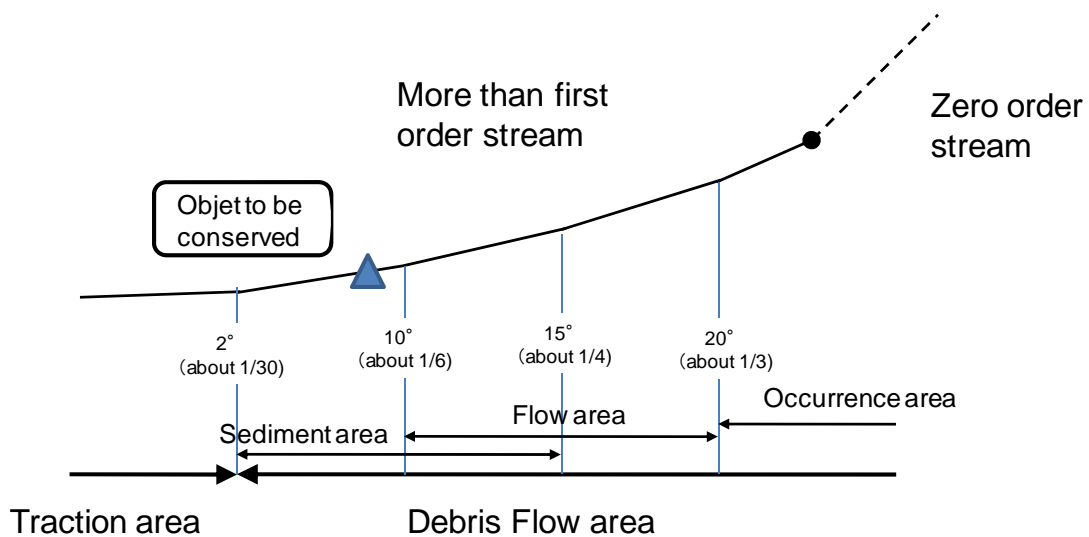 More than first
order stream
Zero order
stream
Objet to be
conserved
2°
(about 1/30)
10°
(about 1/6)
15°
(about 1/4)
20°
(about 1/3)
Occurrence area
Flow area
Sediment area
Traction area
Debris Flow area